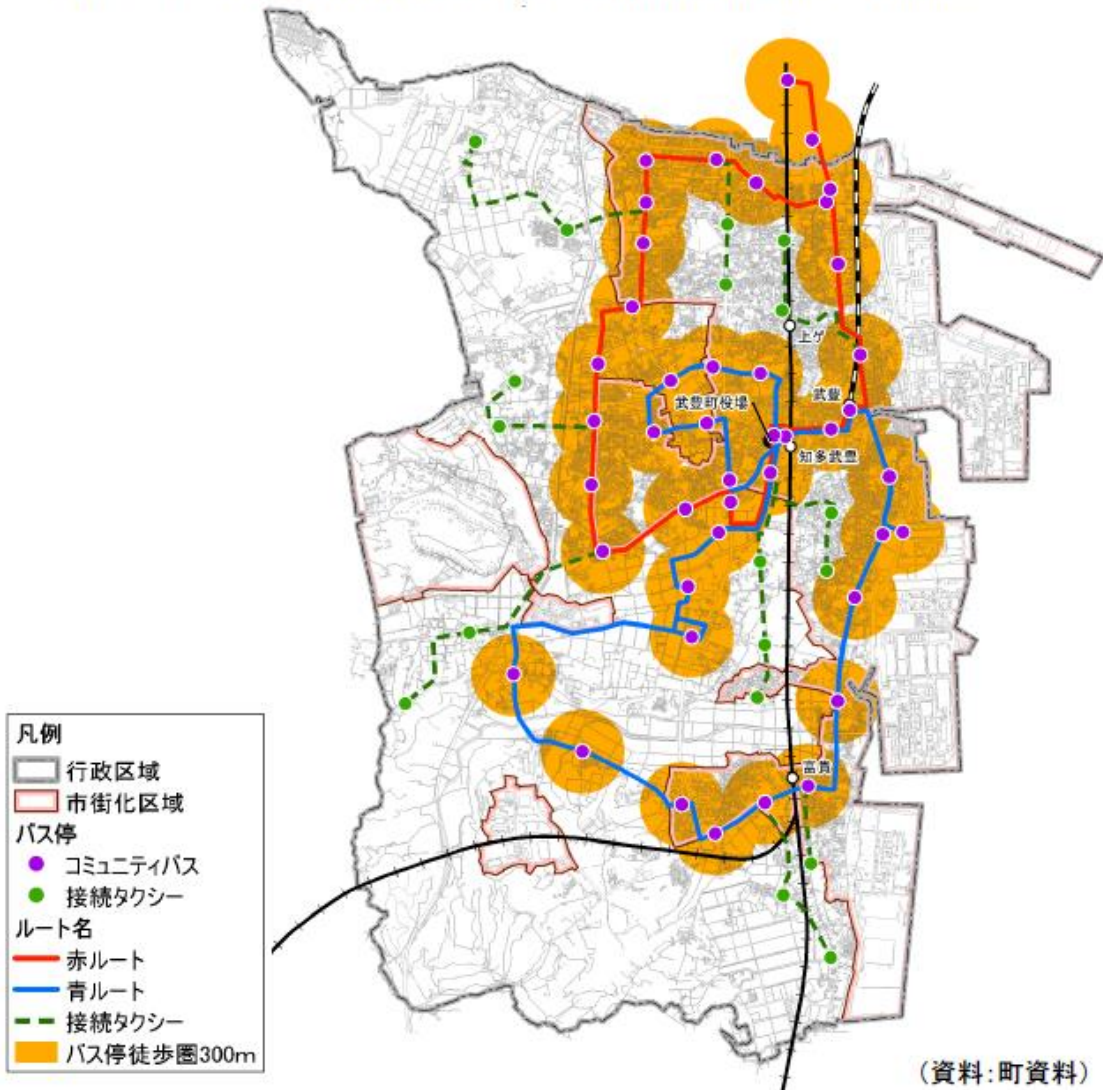 上ゲ
武豊
武豊町役場
知多武豊
富貴
凡例
行政区域
市街化区域
バス停
コミュニティバス
接続タクシー
ルート名
赤ルート
青ルート
接続タクシー
バス停徒歩圏300m
（資料：町資料）